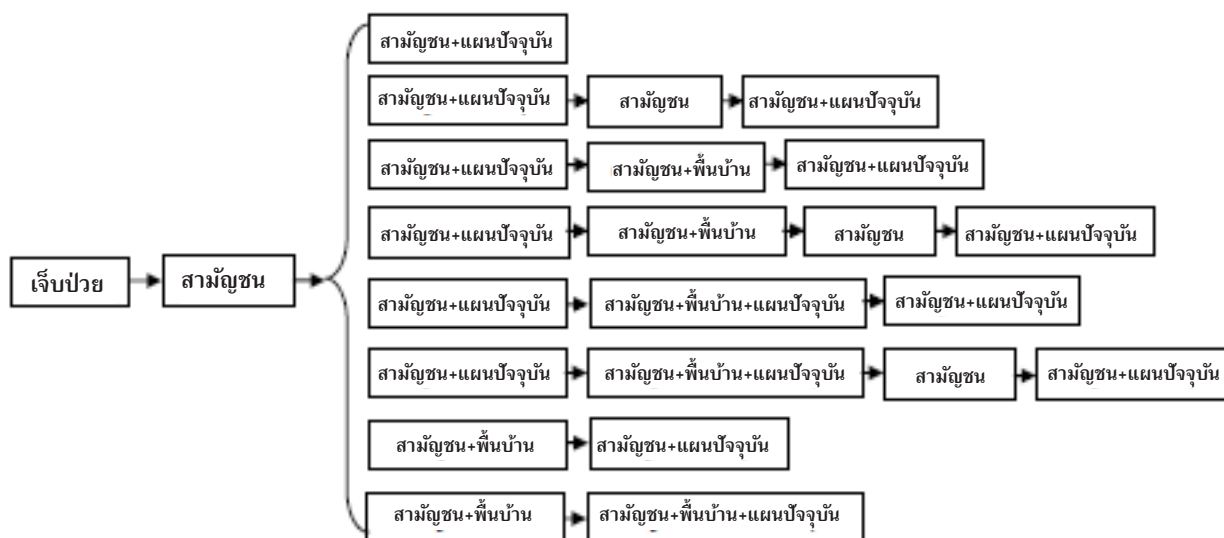 สามัญชน+แผนปัจจุบัน
สามัญชน+แผนปัจจุบัน สามัญชน สามัญชน+แผนปัจจุบัน
สามัญชน+แผนปัจจุบัน สามัญชน+พื้นบ้าน สามัญชน+แผนปัจจุบัน
สามัญชน+แผนปัจจุบัน สามัญชน+พื้นบ้าน สามัญชน สามัญชน+แผนปัจจุบัน
เจ็บป่วย สามัญชน
สามัญชน+แผนปัจจุบัน สามัญชน+พื้นบ้าน+แผนปัจจุบัน สามัญชน+แผนปัจจุบัน
สามัญชน+แผนปัจจุบัน สามัญชน+พื้นบ้าน+แผนปัจจุบัน สามัญชน สามัญชน+แผนปัจจุบัน
สามัญชน+พื้นบ้าน สามัญชน+แผนปัจจุบัน
สามัญชน+พื้นบ้าน สามัญชน+พื้นบ้าน+แผนปัจจุบัน